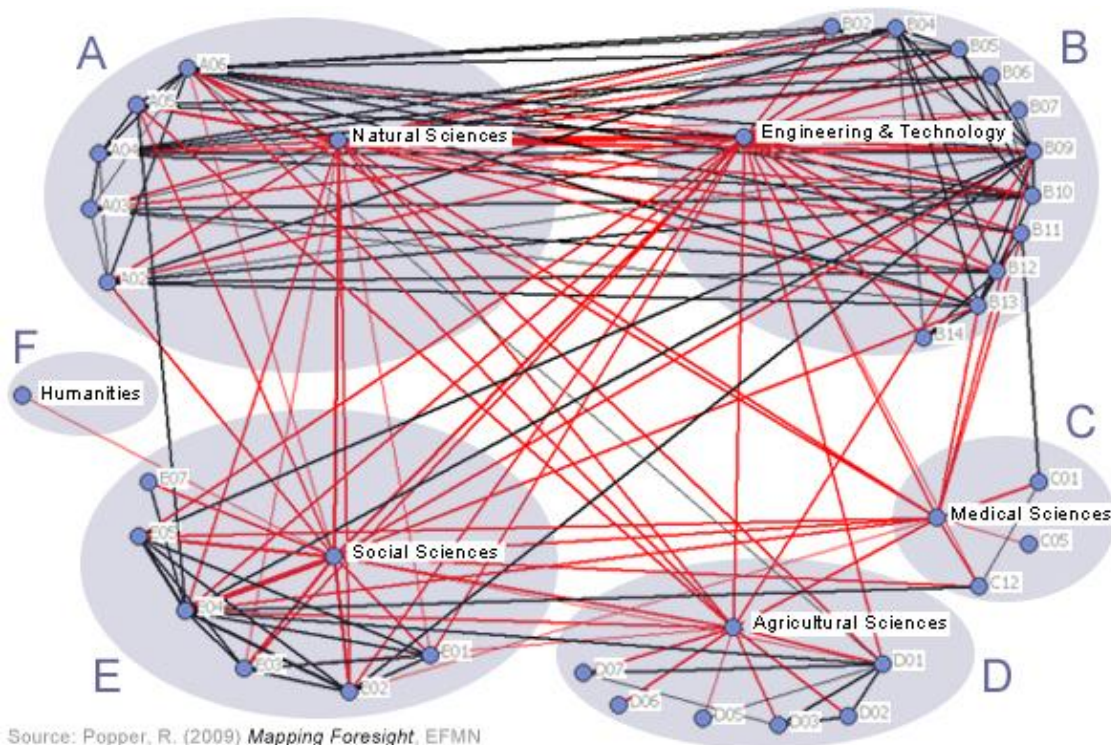 A
B
B02
B04
B05
B06
B07
B09
B10
B11
B12
B13
B14
A06
A05
A04
A03
A02
Natural Sciences
Engineering & Technology
F
Humanities
C
C01
Medical Sciences
C05
C12
E07
E05
Social Sciences
E04
E03
E02
E01
E
Agricultural Sciences
D07
D06
D05
D03
D02
D01
D
Source: Popper, R. (2009) Mapping Foresight, EFMN